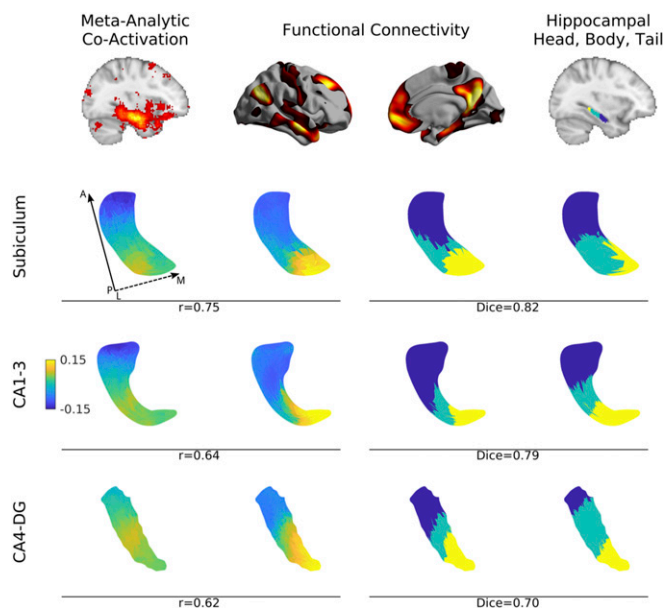 Meta-Analytic
Co-Activation
Functional Connectivity
Hippocampal
Head, Body, Tail
Subiculum
A
P
L
M
r=0.75
Dice=0.82
CA1-3
0.15
-0.15
r=0.64
Dice=0.79
CA4-DG
r=0.62
Dice=0.70